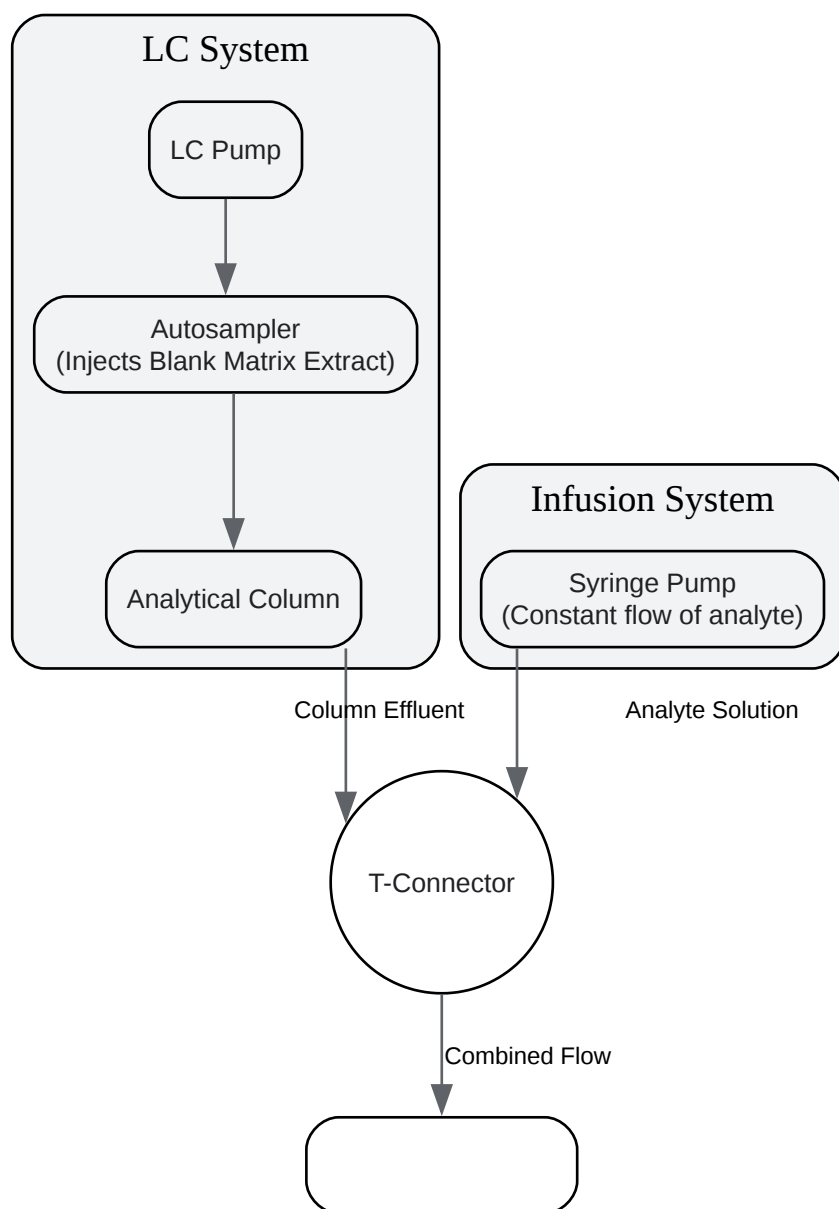 LC System
LC Pump
Autosampler
(Injects Blank Matrix Extract)
Analytical Column
Infusion System
Syringe Pump
(Constant flow of analyte)
Column Effluent
Analyte Solution
T-Connector
Combined Flow